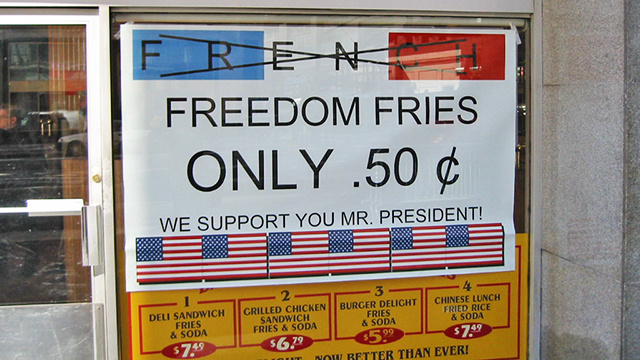 FRENCH
FREEDOM FRIES
ONLY .50 ¢
WE SUPPORT YOU MR. PRESIDENT!
1
DELI SANDWICH
FRIES
& SODA
$7.49
2
GRILLED CHICKEN
SANDWICH
FRIES & SODA
$6.79
3
BURGER DELIGHT
FRIES
& SODA
$5.99
4
CHINESE LUNCH
FRIED RICE
& SODA
$7.49
NOW BETTER THAN EVER!